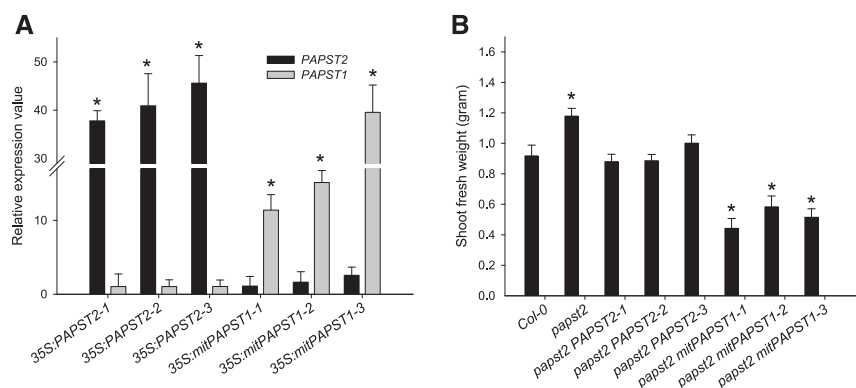 A
Relative expression value
50
40
30
10
0
*
*
*
*
*
*
PAPST2
PAPST1
35S:PAPST2-1
35S:PAPST2-2
35S:PAPST2-3
35S:mitPAPST1-1
35S:mitPAPST1-2
35S:mitPAPST1-3
B
Shoot fresh weight (gram)
1.6
1.4
1.2
1.0
0.8
0.6
0.4
0.2
0.0
*
*
*
*
Col-0
papst2
papst2 PAPST2-1
papst2 PAPST2-2
papst2 PAPST2-3
papst2 mitPAPST1-1
papst2 mitPAPST1-2
papst2 mitPAPST1-3